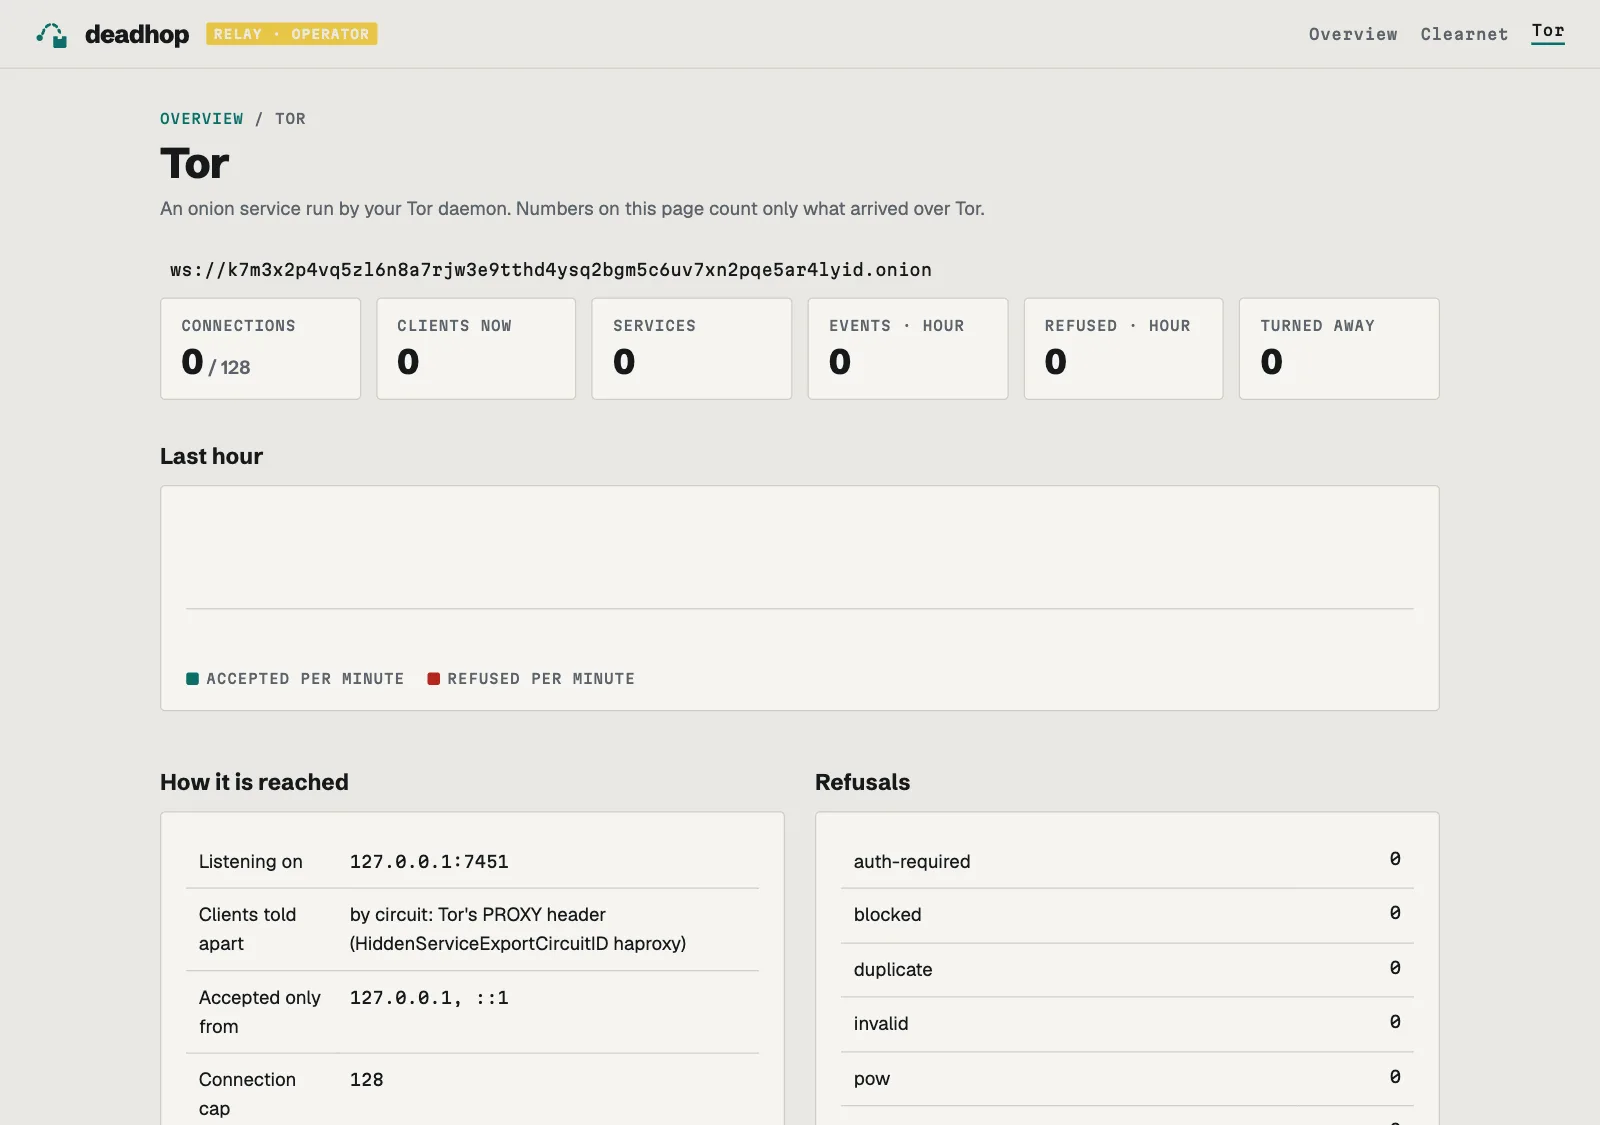 deadhop
RELAY · OPERATOR
Overview
Clearnet
Tor
OVERVIEW / TOR
Tor
An onion service run by your Tor daemon. Numbers on this page count only what arrived over Tor.
ws://k7m3x2p4vq5zl6n8a7rjw3e9tthd4ysq2bgm5c6uv7xn2pqe5ar4lyid.onion
CONNECTIONS
0 / 128
CLIENTS NOW
0
SERVICES
0
EVENTS · HOUR
0
REFUSED · HOUR
0
TURNED AWAY
0
Last hour
ACCEPTED PER MINUTE
REFUSED PER MINUTE
How it is reached
Listening on
127.0.0.1:7451
Clients told
apart
by circuit: Tor's PROXY header
(HiddenServiceExportCircuitID haproxy)
Accepted only
from
127.0.0.1, ::1
Connection
cap
128
Refusals
auth-required
0
blocked
0
duplicate
0
invalid
0
pow
0